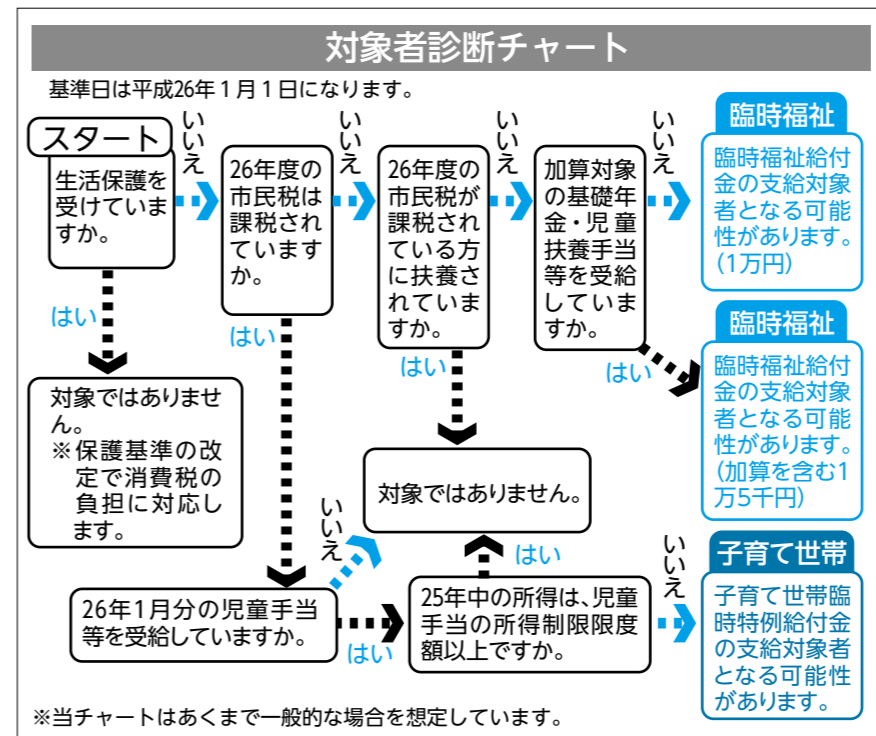 対象者診断チャート
基準日は平成26年1月1日になります。
スタート
生活保護を
受けていま
すか。
いいえ
はい
対象ではありませ
ん。
※保護基準の改
定で消費税の
負担に対応し
ます。
26年度の
市民税は
課税され
ています
か。
いいえ
はい
26年度の
市民税が
課税され
ている方
に扶養さ
れていま
すか。
いいえ
はい
加算対象
の基礎年
金・児童
扶養手当
等を受給
していま
すか。
いいえ
はい
臨時福祉
臨時福祉給付
金の支給対象
者となる可能
性があります。
(1万円)
臨時福祉
臨時福祉給付
金の支給対象
者となる可能
性があります。
(加算を含む1
万5千円)
対象ではありません。
26年1月分の児童手当
等を受給していますか。
いいえ
はい
25年中の所得は、児童
手当の所得制限限度
額以上ですか。
はい
いいえ
子育て世帯
子育て世帯臨
時特例給付金
の支給対象者
となる可能性
があります。
※当チャートはあくまで一般的な場合を想定しています。